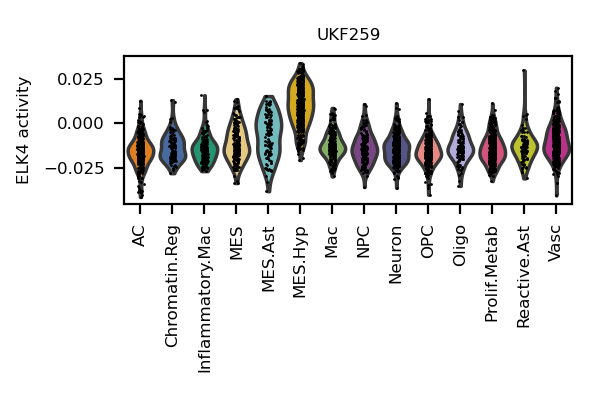 UKF259
ELK4 activity
0.025
0.000
−0.025
AC
Chromatin.Reg
Inflammatory.Mac
MES
MES.Ast
MES.Hyp
Mac
NPC
Neuron
OPC
Oligo
Prolif.Metab
Reactive.Ast
Vasc